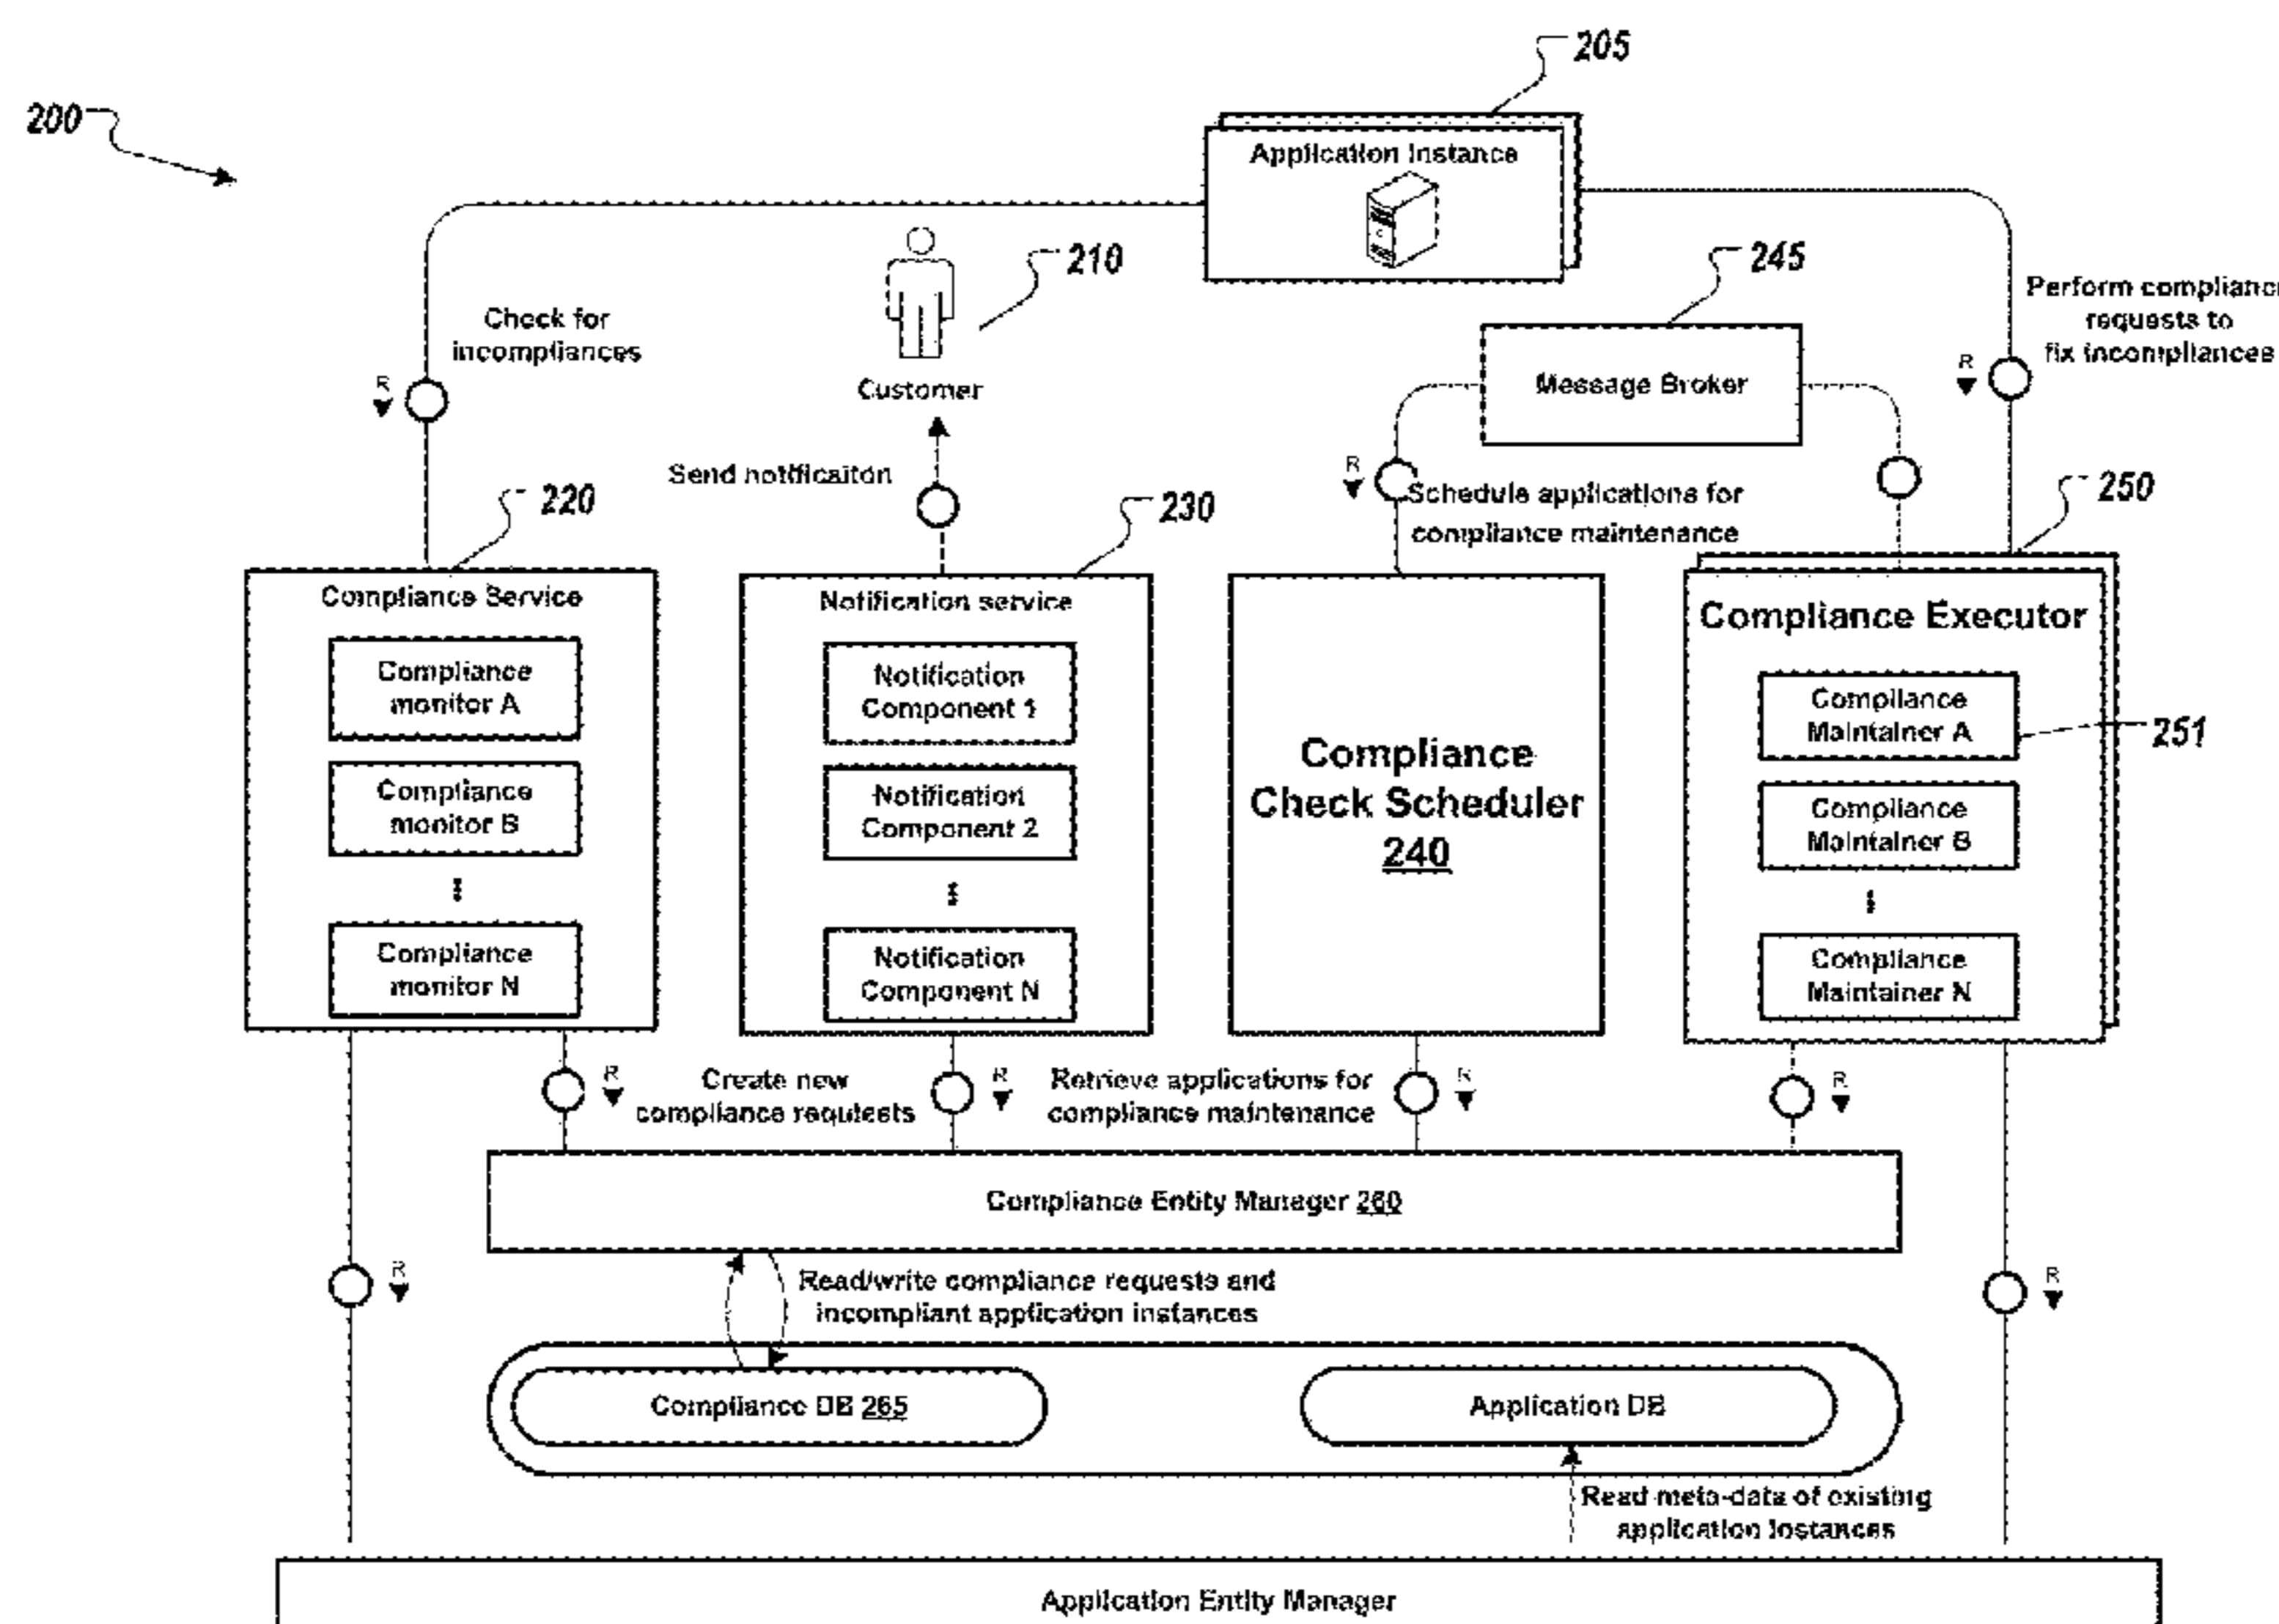 205
200
Application Instance
210
245
Check for
incompliances
Perform compliance
requests to
fix incompliances
R
R
Customer
Message Broker
Send notificaiton
R
Schedule applications for
compliance maintenance
220
230
250
Compliance Service
Compliance
monitor A
Compliance
monitor B
Compliance
monitor N
Notification service
Notification
Component 1
Notification
Component 2
Notification
Component N
Compliance
Check Scheduler
240
Compliance Executor
Compliance
Maintainer A
251
Compliance
Maintainer B
Compliance
Maintainer N
R
Create new
compliance requtests
R
Retrieve applications for
compliance maintenance
R
R
Compliance Entity Manager 260
R
Read/write compliance requests and
incompliant application instances
R
Compliance DB 265
Application DB
Read meta-data of existing
application instances
Application Entity Manager